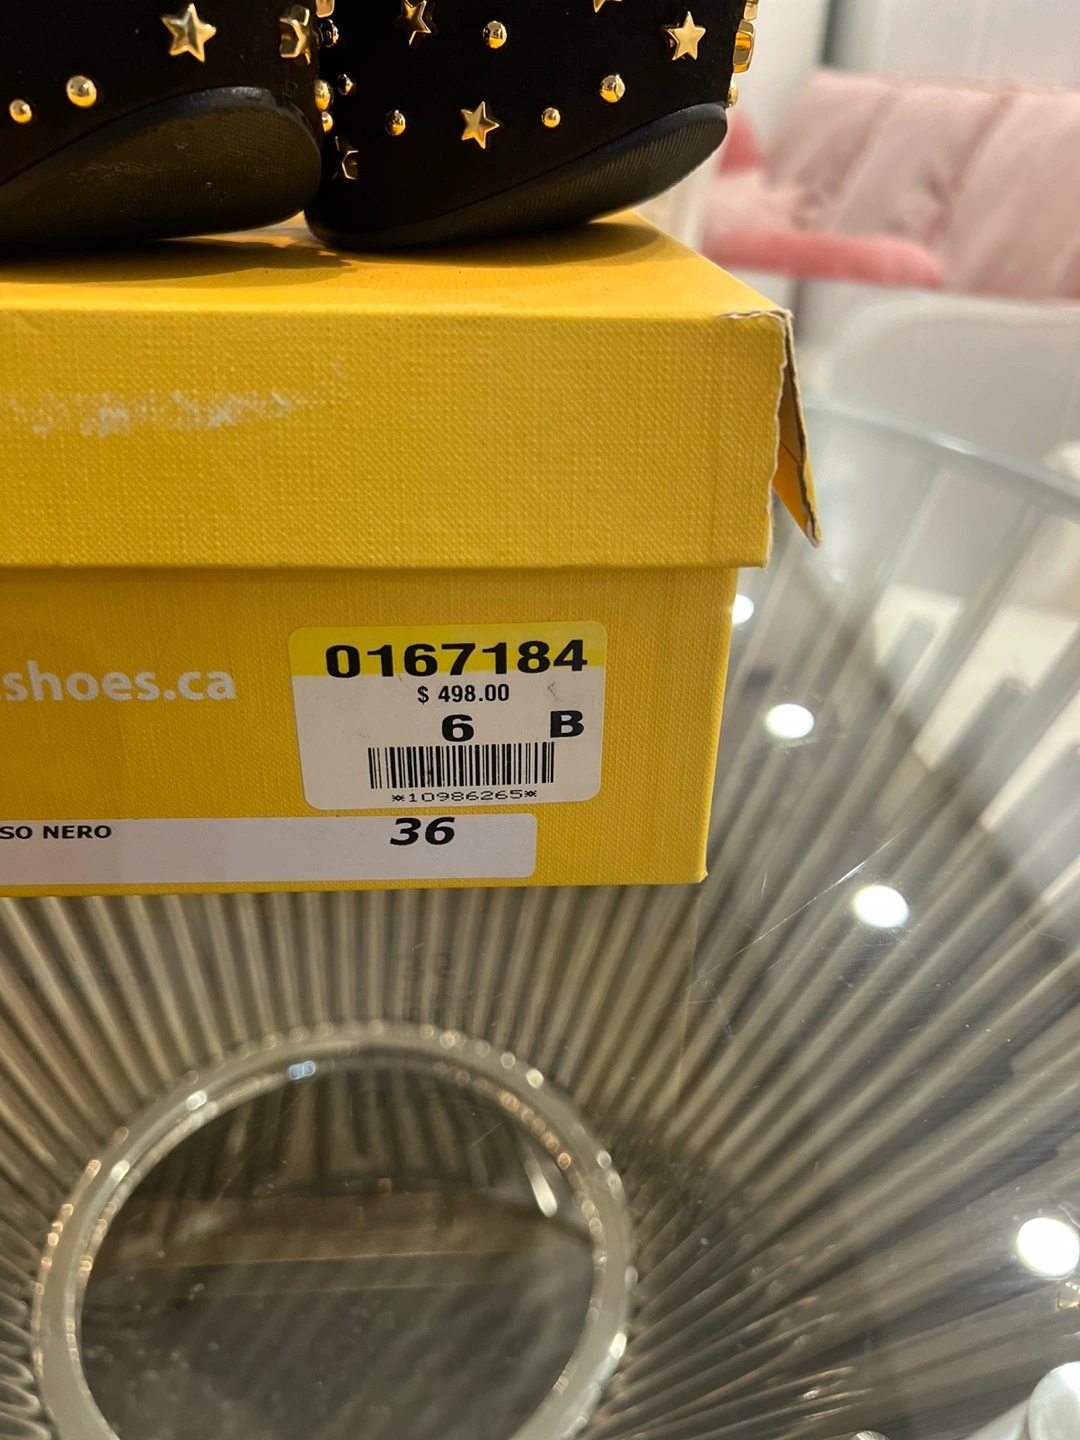 0167184
$ 498.00
shoes.ca
6 B
*10986265*
SO NERO 36